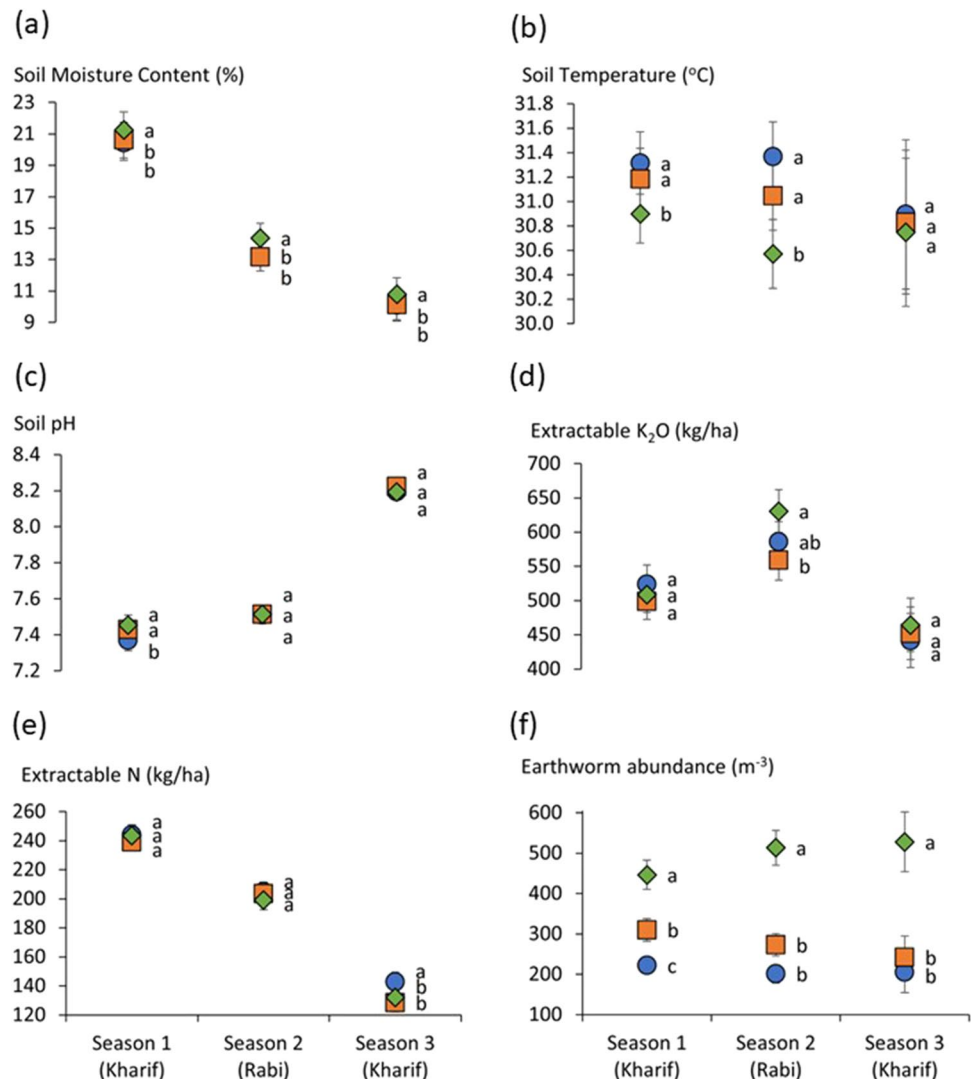 (a)
Soil Moisture Content (%)
23
21
19
17
15
13
11
9
a
b
b
a
b
b
a
b
b
(b)
Soil Temperature (°C)
31.8
31.6
31.4
31.2
31.0
30.8
30.6
30.4
30.2
30.0
a
a
b
a
a
b
a
a
a
(c)
Soil pH
8.4
8.2
8.0
7.8
7.6
7.4
7.2
a
a
b
a
a
a
a
a
a
(d)
Extractable K₂O (kg/ha)
700
650
600
550
500
450
400
a
a
a
a
ab
b
a
a
a
(e)
Extractable N (kg/ha)
260
240
220
200
180
160
140
120
a
a
a
a
a
a
a
b
b
Season 1
(Kharif)
Season 2
(Rabi)
Season 3
(Kharif)
(f)
Earthworm abundance (m⁻³)
600
500
400
300
200
100
a
b
c
a
b
b
a
b
b
Season 1
(Kharif)
Season 2
(Rabi)
Season 3
(Kharif)